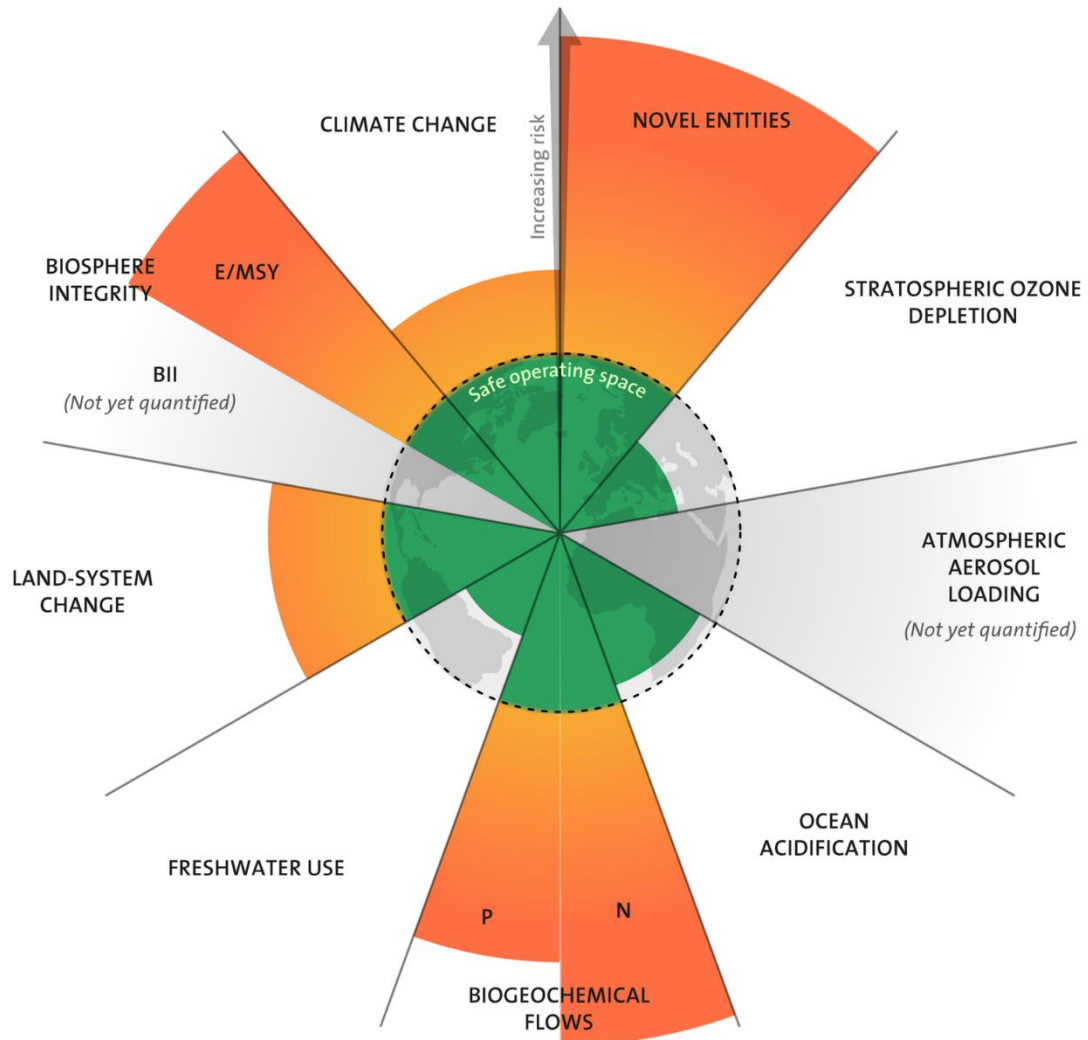 CLIMATE CHANGE
Increasing risk
NOVEL ENTITIES
BIOSPHERE
INTEGRITY
E/MSY
STRATOSPHERIC OZONE
DEPLETION
BII
(Not yet quantified)
Safe operating space
LAND-SYSTEM
CHANGE
ATMOSPHERIC
AEROSOL
LOADING
(Not yet quantified)
FRESHWATER USE
OCEAN
ACIDIFICATION
P
N
BIOGEOCHEMICAL
FLOWS